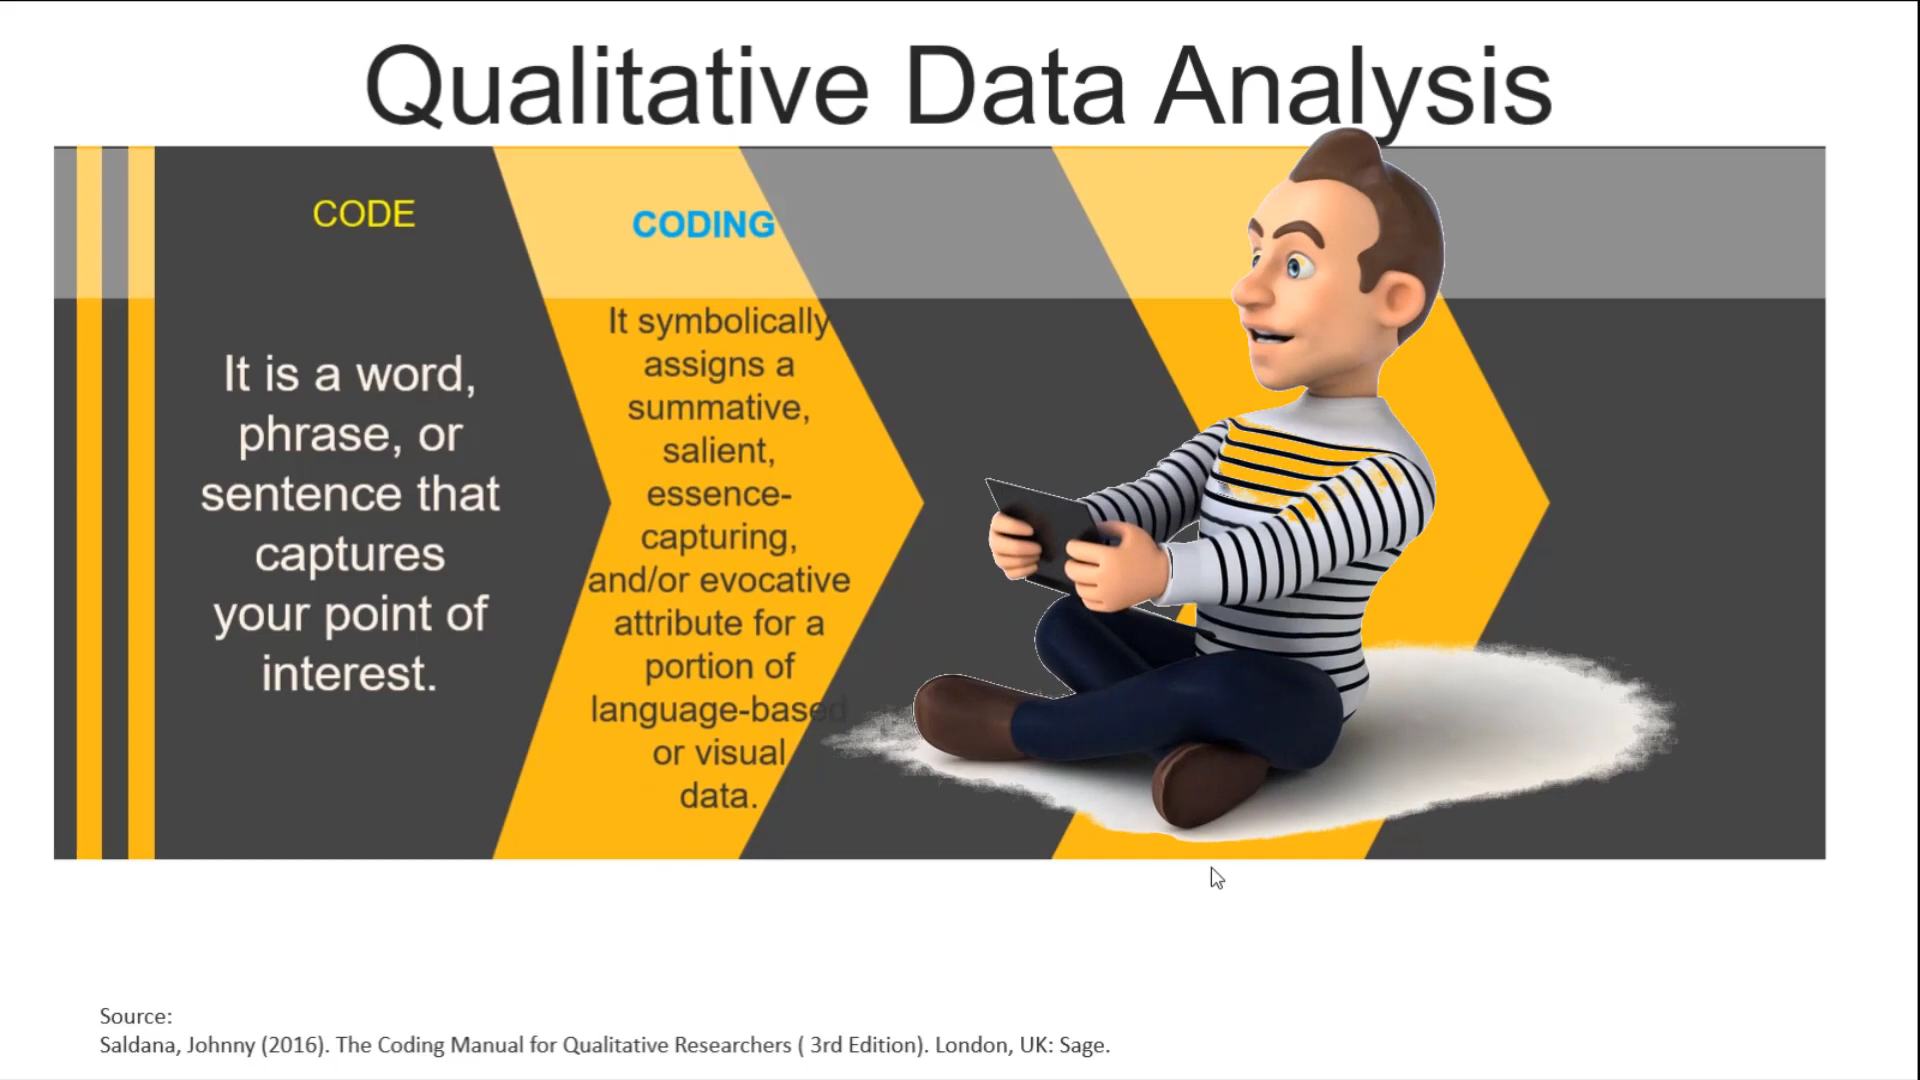 Qualitative Data Analysis
CODE
It is a word,
phrase, or
sentence that
captures
your point of
interest.
CODING
It symbolically
assigns a
summative,
salient,
essence-
capturing,
and/or evocative
attribute for a
portion of
language-based
or visual
data.
Source:
Saldana, Johnny (2016). The Coding Manual for Qualitative Researchers ( 3rd Edition). London, UK: Sage.